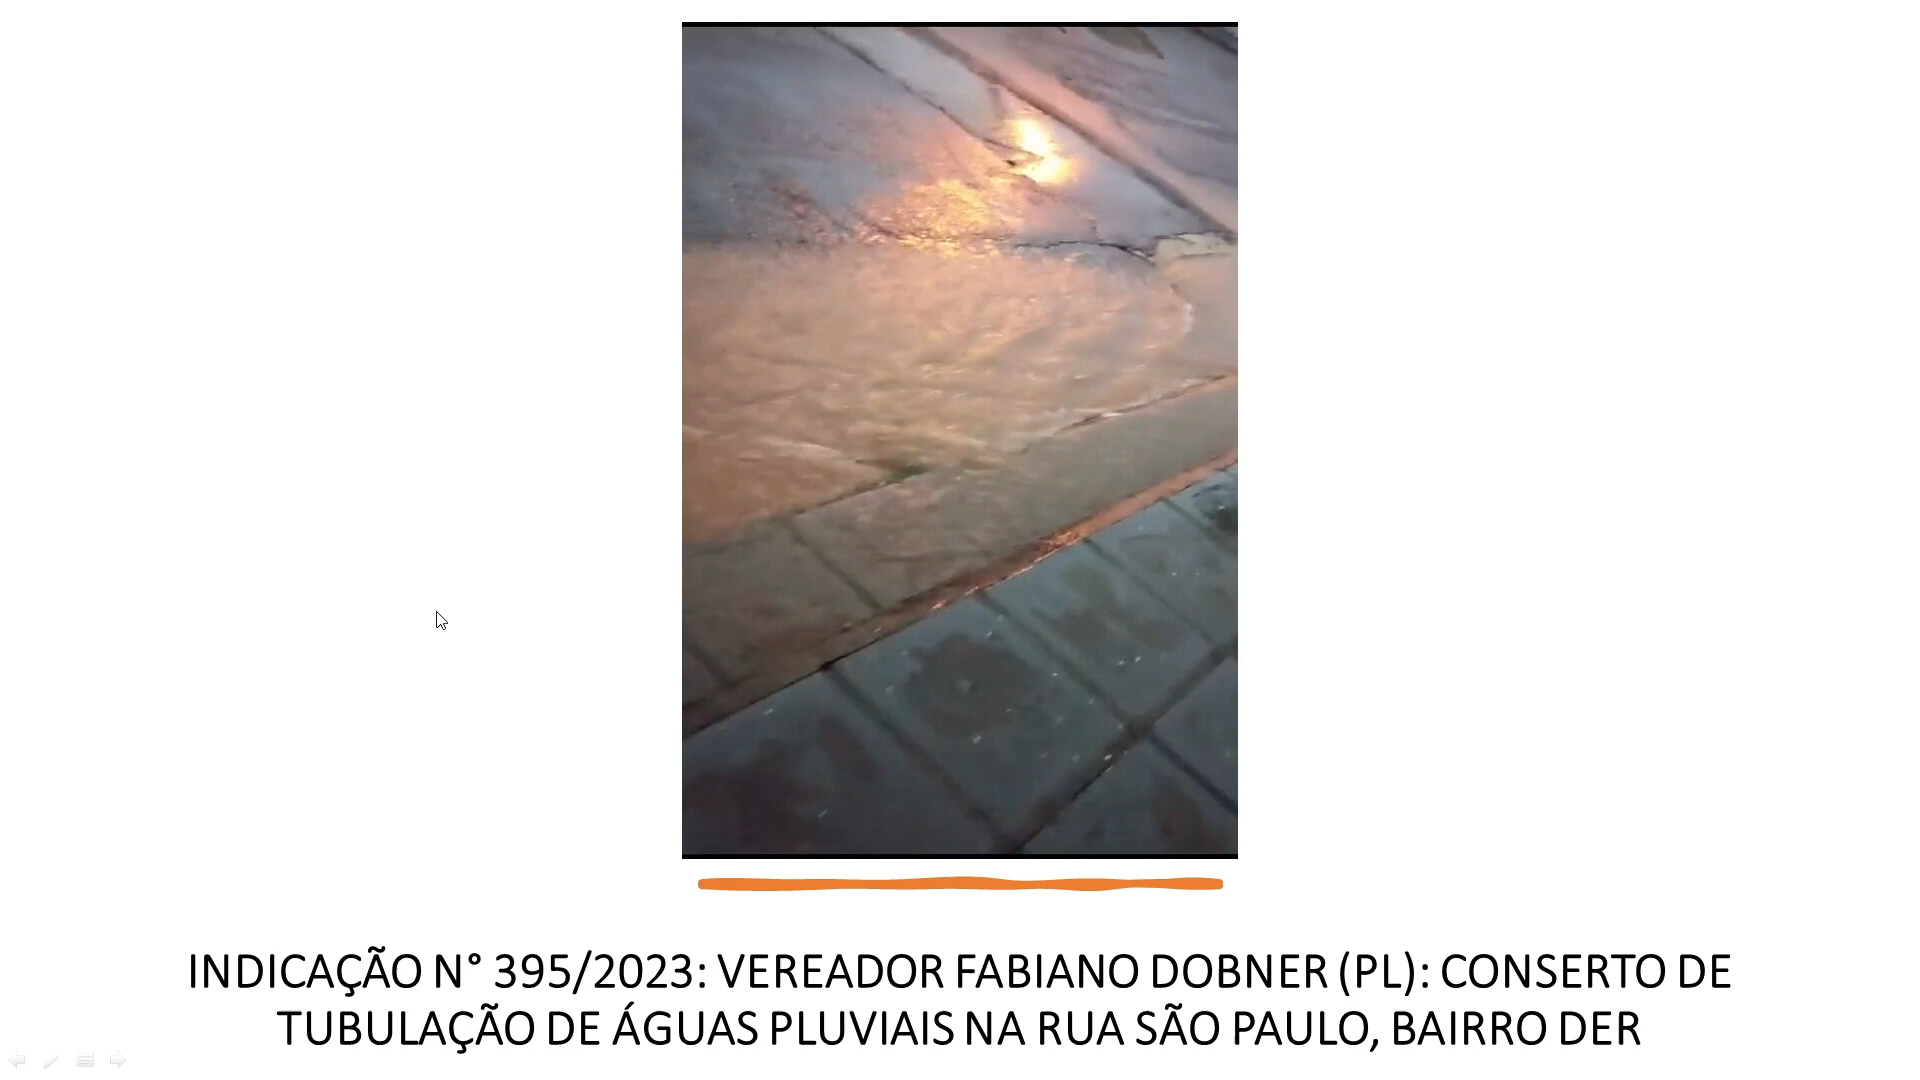 INDICAÇÃO N° 395/2023: VEREADOR FABIANO DOBNER (PL): CONSERTO DE
TUBULAÇÃO DE ÁGUAS PLUVIAIS NA RUA SÃO PAULO, BAIRRO DER